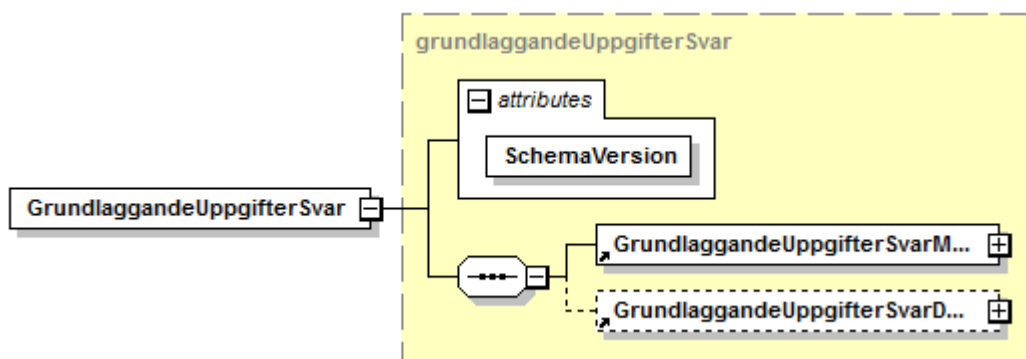 grundlaggandeUppgifterSvar
attributes
SchemaVersion
GrundlaggandeUppgifterSvar
GrundlaggandeUppgifterSvarM...
GrundlaggandeUppgifterSvarD...